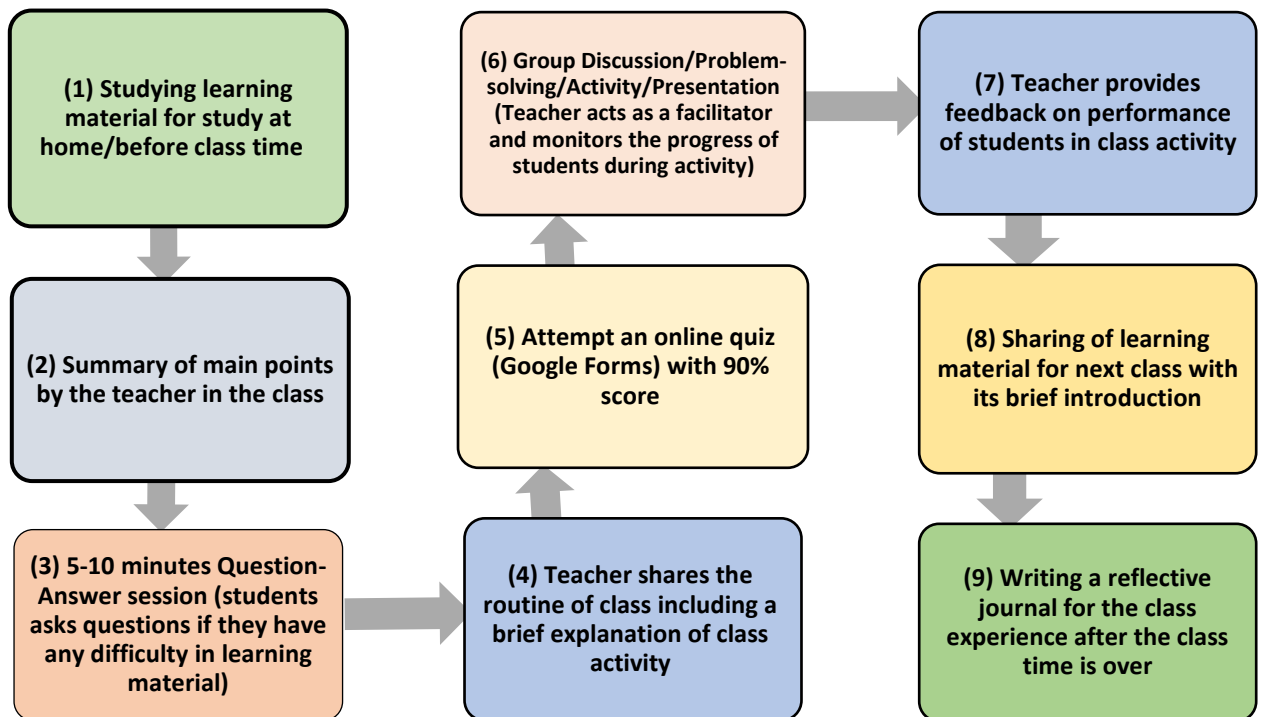 (1) Studying learning
material for study at
home/before class time
(2) Summary of main points
by the teacher in the class
(3) 5-10 minutes Question-
Answer session (students
asks questions if they have
any difficulty in learning
material)
(4) Teacher shares the
routine of class including a
brief explanation of class
activity
(5) Attempt an online quiz
(Google Forms) with 90%
score
(6) Group Discussion/Problem-
solving/Activity/Presentation
(Teacher acts as a facilitator
and monitors the progress of
students during activity)
(7) Teacher provides
feedback on performance
of students in class activity
(8) Sharing of learning
material for next class with
its brief introduction
(9) Writing a reflective
journal for the class
experience after the class
time is over